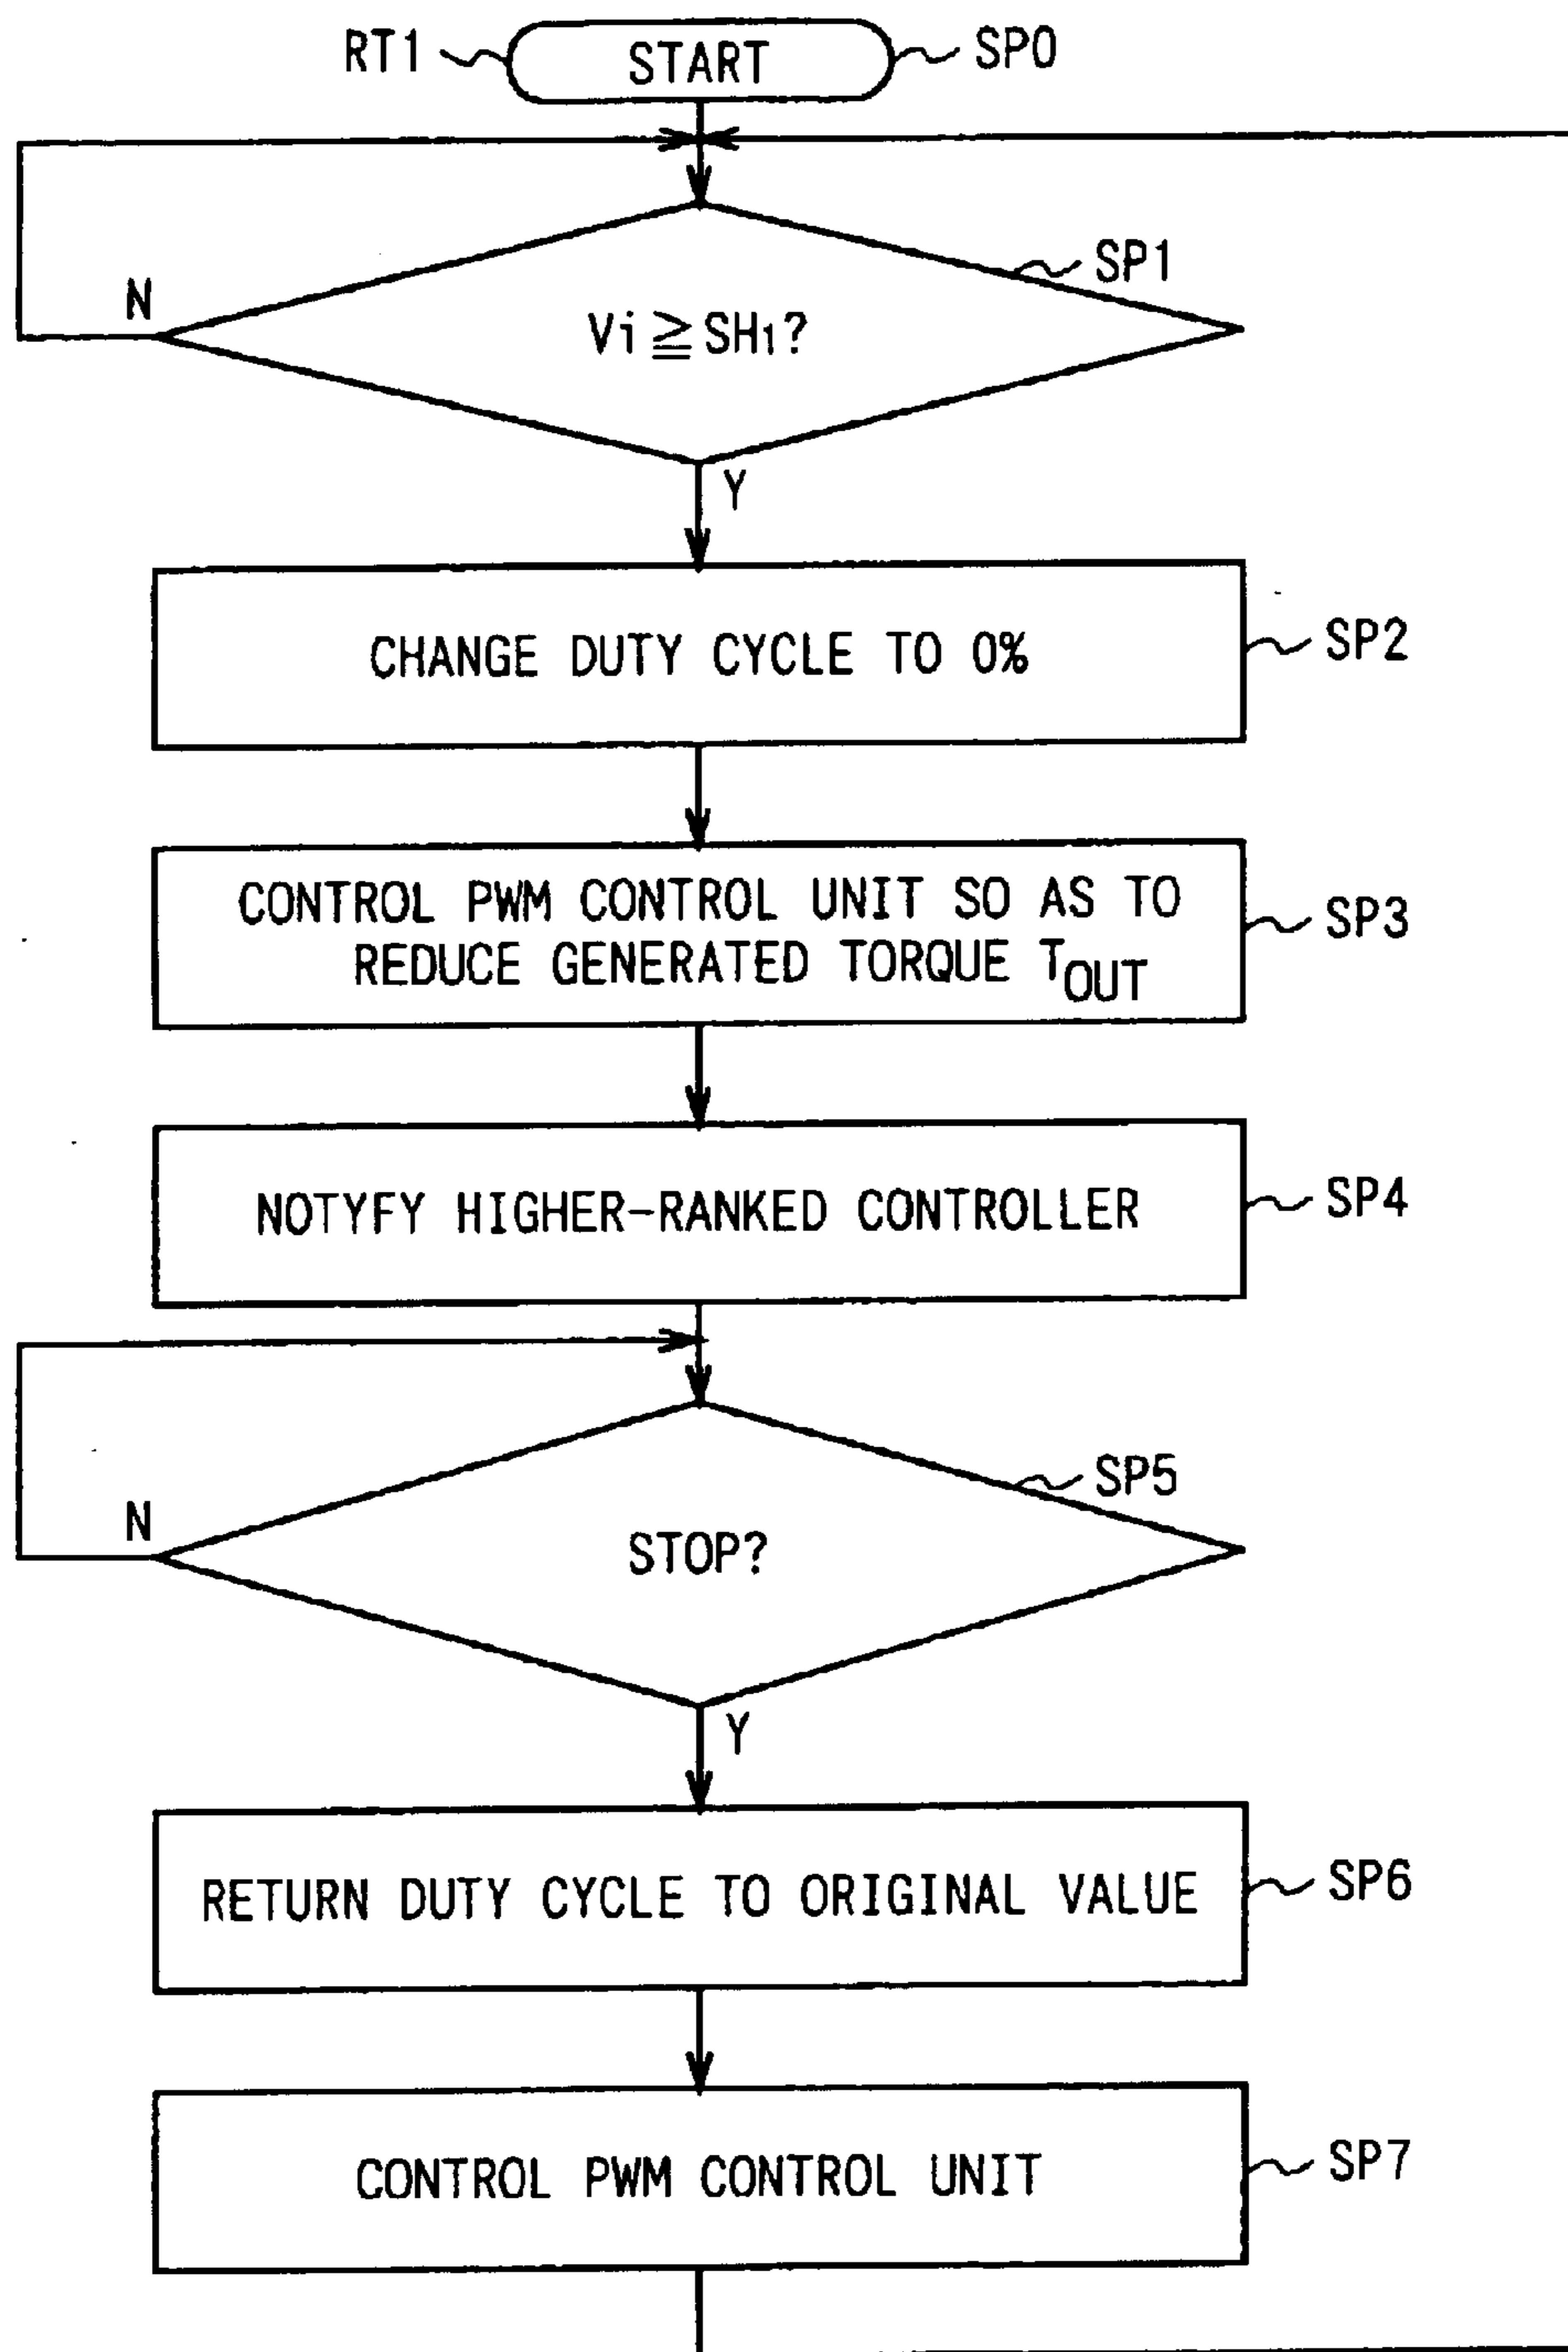 RT1
START
SP0
SP1
N
Vi ≧ SH1?
Y
CHANGE DUTY CYCLE TO 0%
SP2
CONTROL PWM CONTROL UNIT SO AS TO
REDUCE GENERATED TORQUE TOUT
SP3
NOTYFY HIGHER-RANKED CONTROLLER
SP4
SP5
N
STOP?
Y
RETURN DUTY CYCLE TO ORIGINAL VALUE
SP6
CONTROL PWM CONTROL UNIT
SP7